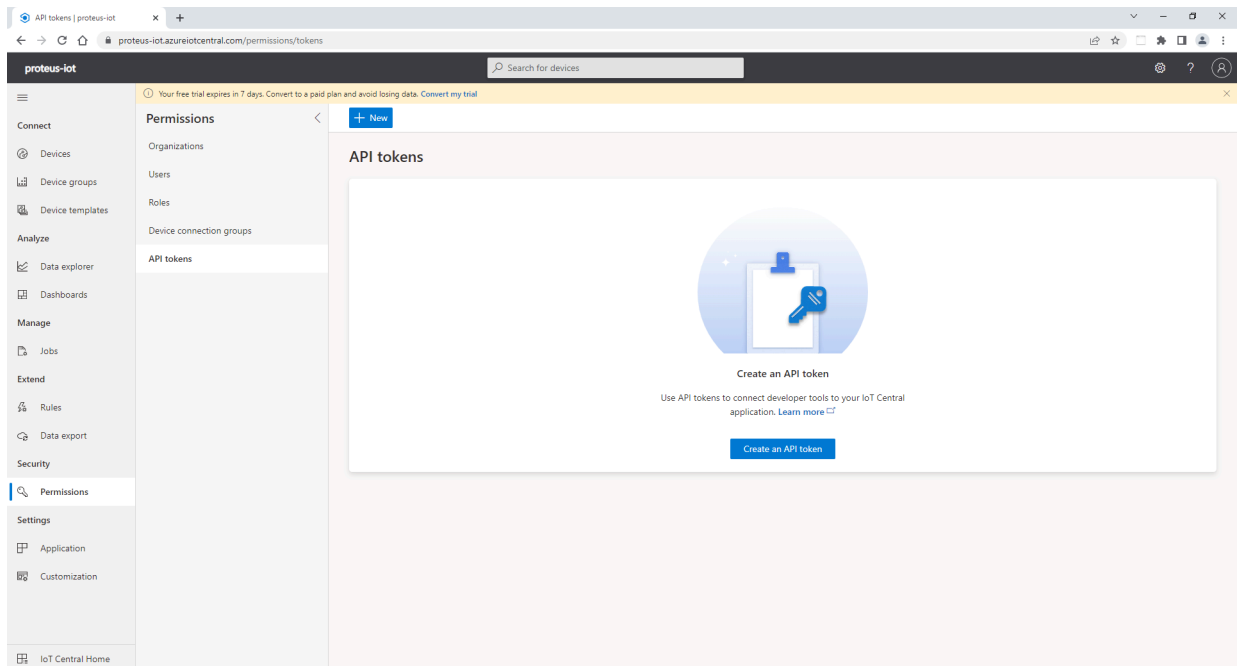 API tokens | proteus-iot
proteus-iot.azureiotcentral.com/permissions/tokens
proteus-iot
Search for devices
Your free trial expires in 7 days. Convert to a paid plan and avoid losing data. Convert my trial
Connect
Devices
Device groups
Device templates
Analyze
Data explorer
Dashboards
Manage
Jobs
Extend
Rules
Data export
Security
Permissions
Settings
Application
Customization
IoT Central Home
Permissions
Organizations
Users
Roles
Device connection groups
API tokens
New
API tokens
Create an API token
Use API tokens to connect developer tools to your IoT Central
application. Learn more
Create an API token